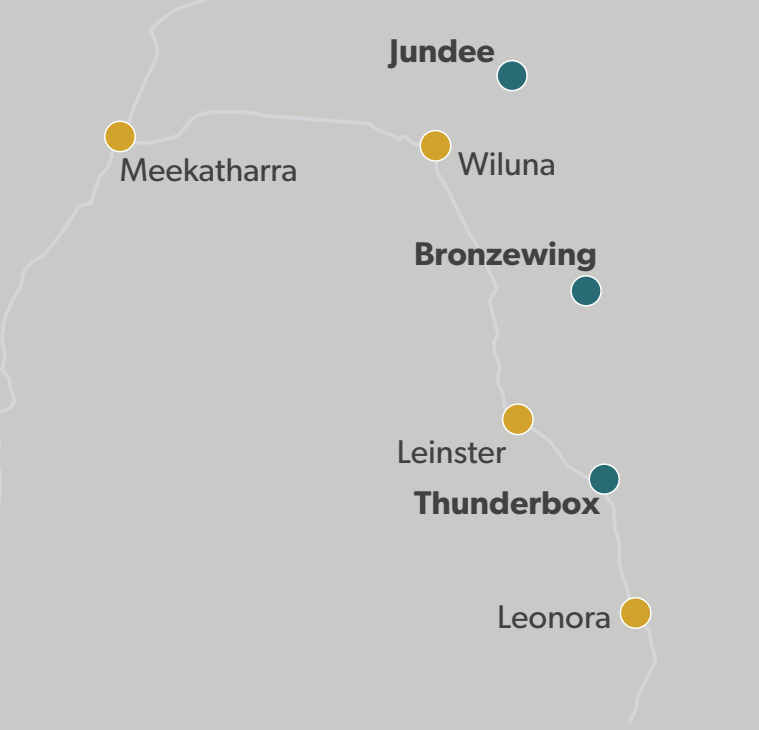 Jundee
Meekatharra
Wiluna
Bronzewing
Leinster
Thunderbox
Leonora